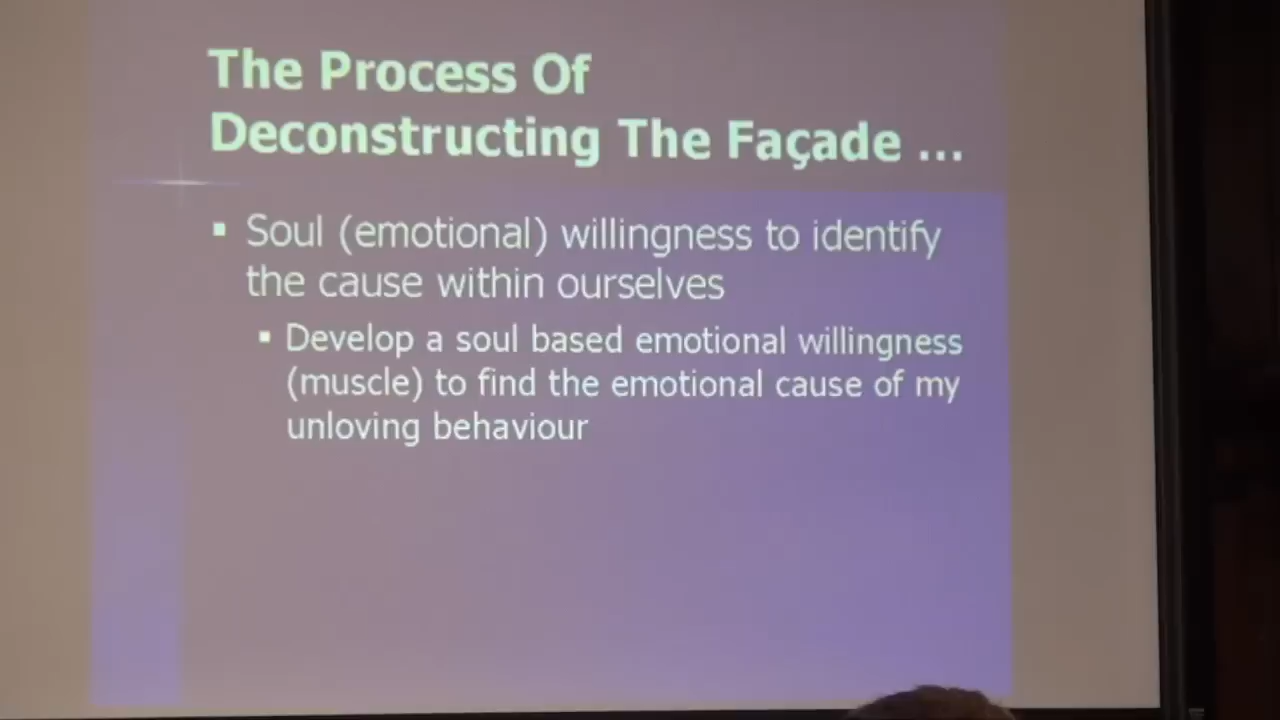 The Process Of
Deconstructing The Façade ...
▪ Soul (emotional) willingness to identify
the cause within ourselves
▪ Develop a soul based emotional willingness
(muscle) to find the emotional cause of my
unloving behaviour